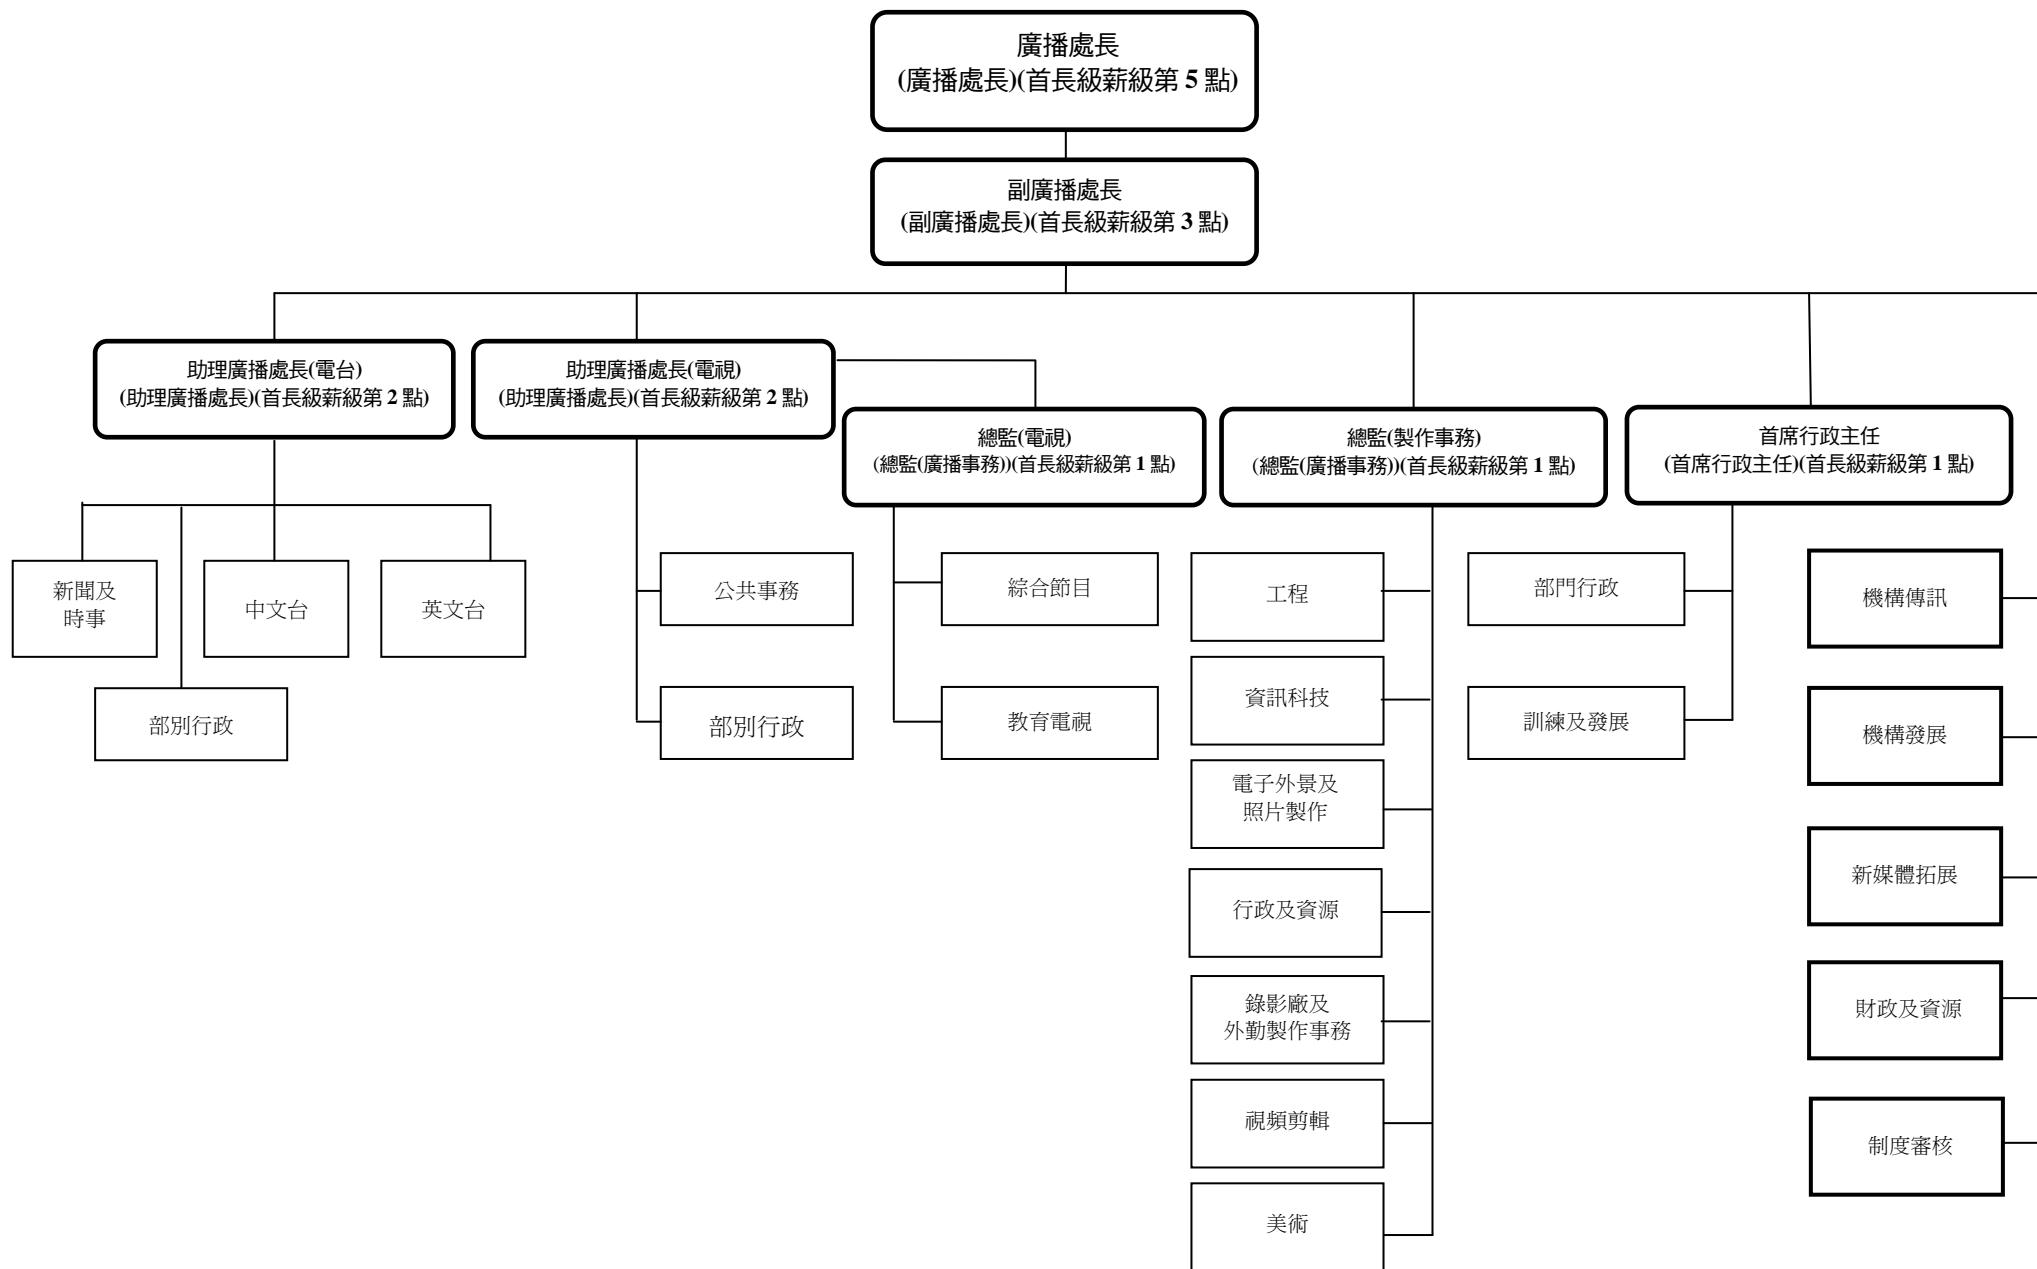 廣播處長
(廣播處長)(首長級薪級第 5 點)
副廣播處長
(副廣播處長)(首長級薪級第 3 點)
助理廣播處長(電台)
(助理廣播處長)(首長級薪級第 2 點)
助理廣播處長(電視)
(助理廣播處長)(首長級薪級第 2 點)
總監(電視)
(總監(廣播事務))(首長級薪級第 1 點)
總監(製作事務)
(總監(廣播事務))(首長級薪級第 1 點)
首席行政主任
(首席行政主任)(首長級薪級第 1 點)
新聞及
時事
中文台
英文台
部別行政
公共事務
部別行政
綜合節目
教育電視
工程
資訊科技
電子外景及
照片製作
行政及資源
錄影廠及
外勤製作事務
視頻剪輯
美術
部門行政
訓練及發展
機構傳訊
機構發展
新媒體拓展
財政及資源
制度審核